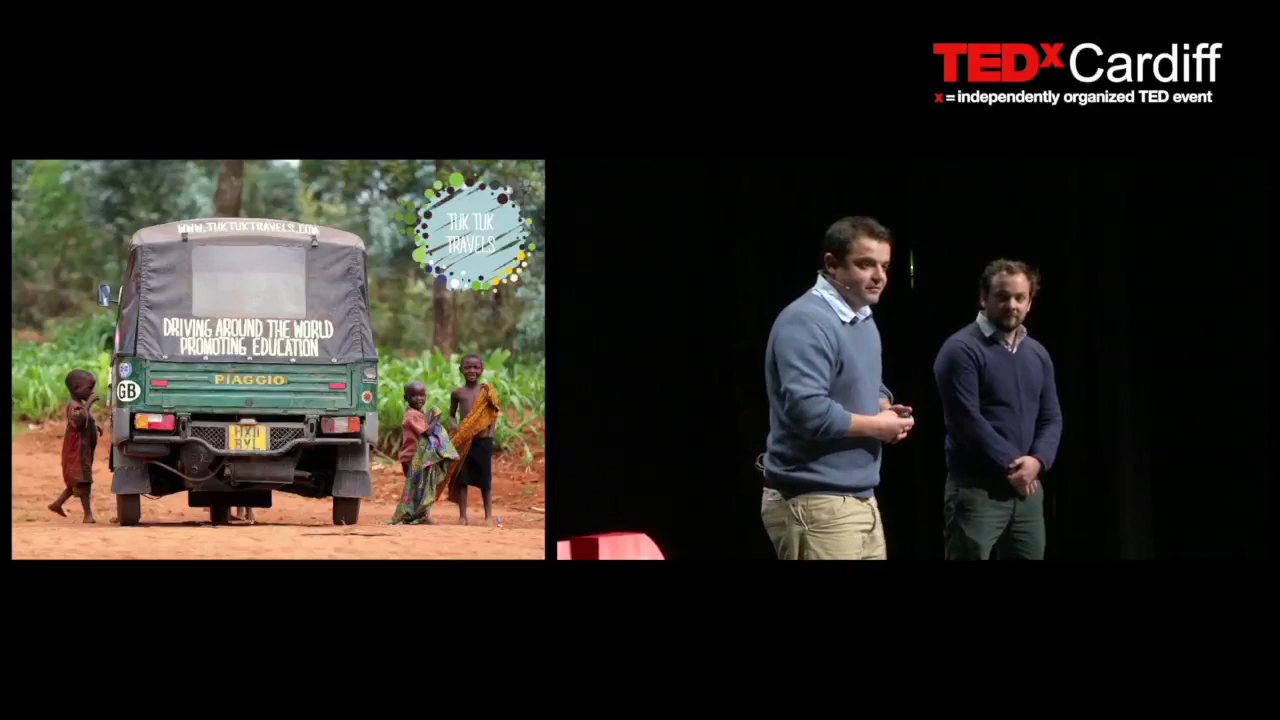 TEDxCardiff
x = independently organized TED event
WWW.TUKTUKTRAVELS.COM
TUK TUK
TRAVELS
DRIVING AROUND THE WORLD
PROMOTING EDUCATION
PIAGGIO
GB